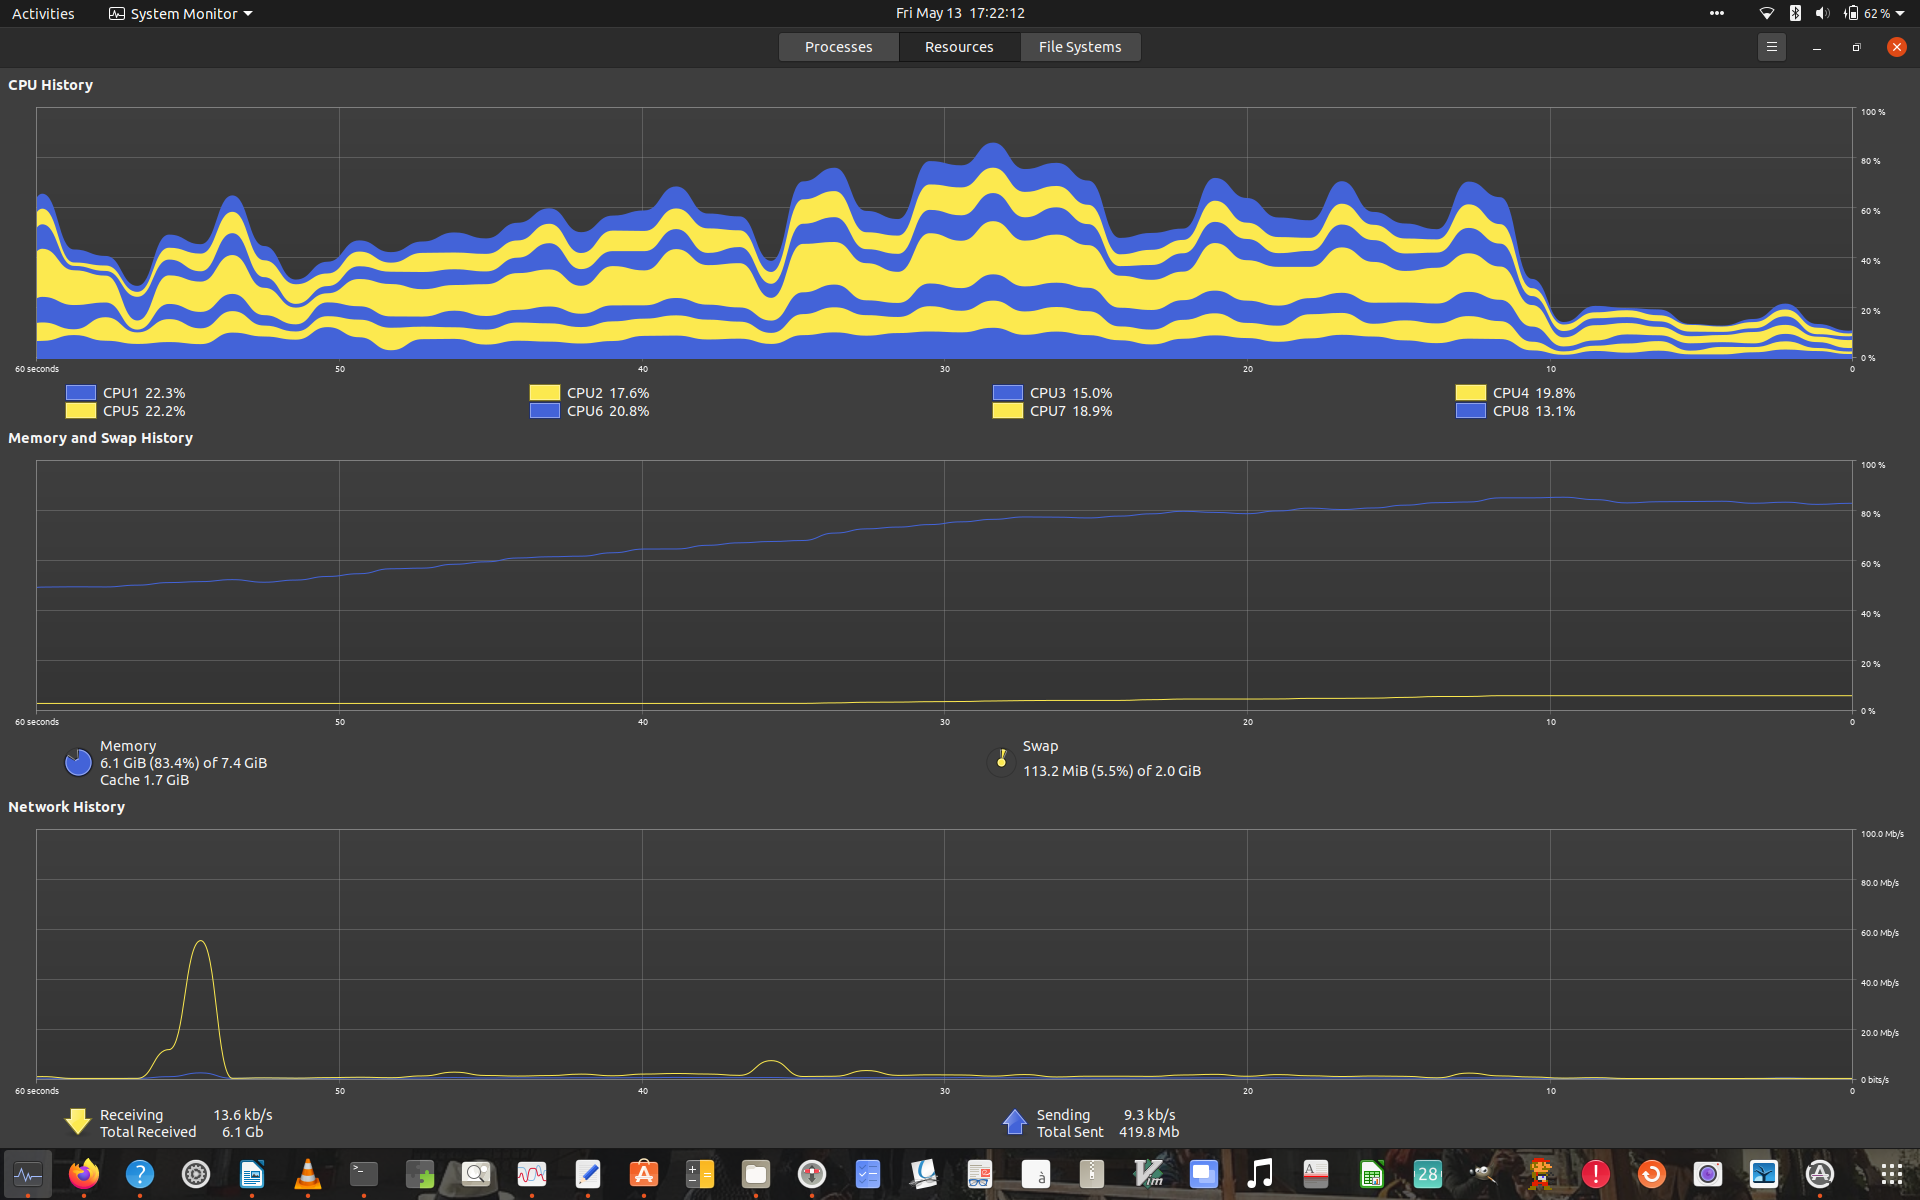 Activities System Monitor Fri May 13 17:22:12 62 %
Processes Resources File Systems
CPU History
100 %
80 %
60 %
40 %
20 %
0 %
60 seconds 50 40 30 20 10 0
CPU1 22.3% CPU2 17.6% CPU3 15.0% CPU4 19.8%
CPU5 22.2% CPU6 20.8% CPU7 18.9% CPU8 13.1%
Memory and Swap History
100 %
80 %
60 %
40 %
20 %
0 %
60 seconds 50 40 30 20 10 0
Memory Swap
6.1 GiB (83.4%) of 7.4 GiB 113.2 MiB (5.5%) of 2.0 GiB
Cache 1.7 GiB
Network History
100.0 Mb/s
80.0 Mb/s
60.0 Mb/s
40.0 Mb/s
20.0 Mb/s
0 bits/s
60 seconds 50 40 30 20 10 0
Receiving 13.6 kb/s Sending 9.3 kb/s
Total Received 6.1 Gb Total Sent 419.8 Mb
? >_ à Vim A 28 !